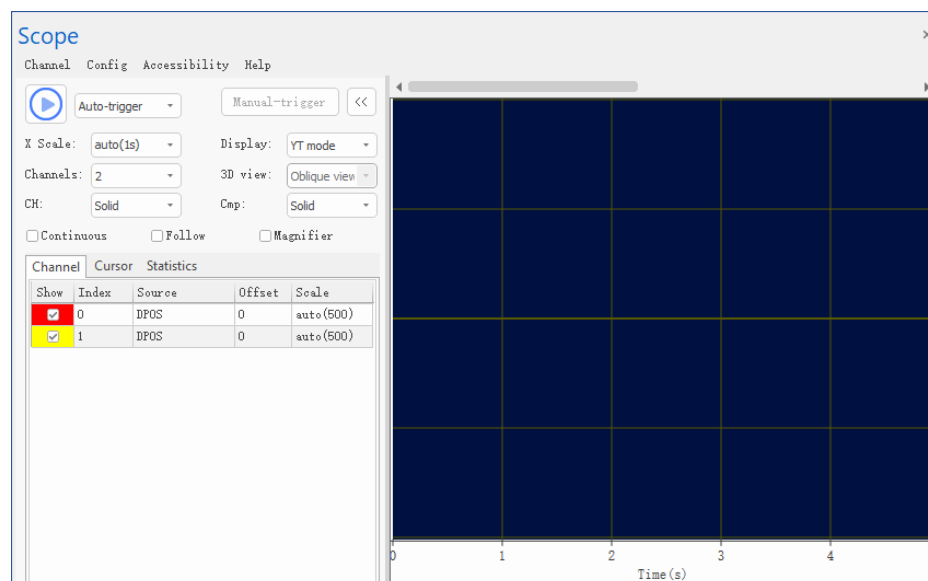 Scope
Channel Config Accessibility Help
Auto-trigger Manual-trigger <<
X Scale: auto(1s) Display: YT mode
Channels: 2 3D view: Oblique view
CH: Solid Cmp: Solid
Continuous Follow Magnifier
Channel Cursor Statistics
Show Index Source Offset Scale
0 DPOS 0 auto(500)
1 DPOS 0 auto(500)
0 1 2 3 4
Time(s)